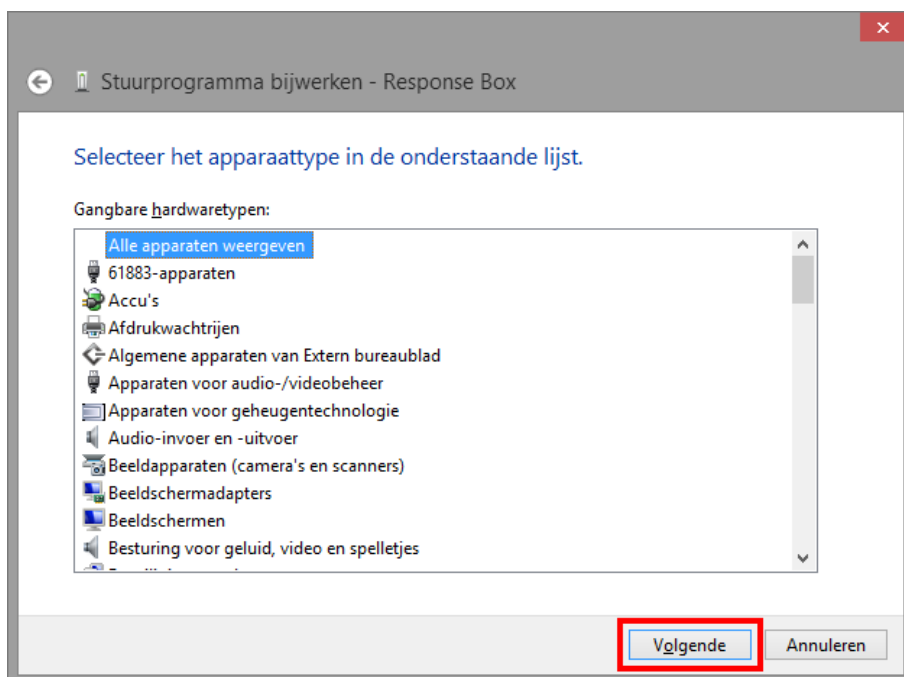 Stuurprogramma bijwerken - Response Box
Selecteer het apparaattype in de onderstaande lijst.
Gangbare hardwaretypen:
Alle apparaten weergeven
61883-apparaten
Accu's
Afdrukwachtrijen
Algemene apparaten van Extern bureaublad
Apparaten voor audio-/videobeheer
Apparaten voor geheugentechnologie
Audio-invoer en -uitvoer
Beeldapparaten (camera's en scanners)
Beeldschermadapters
Beeldschermen
Besturing voor geluid, video en spelletjes
Volgende
Annuleren